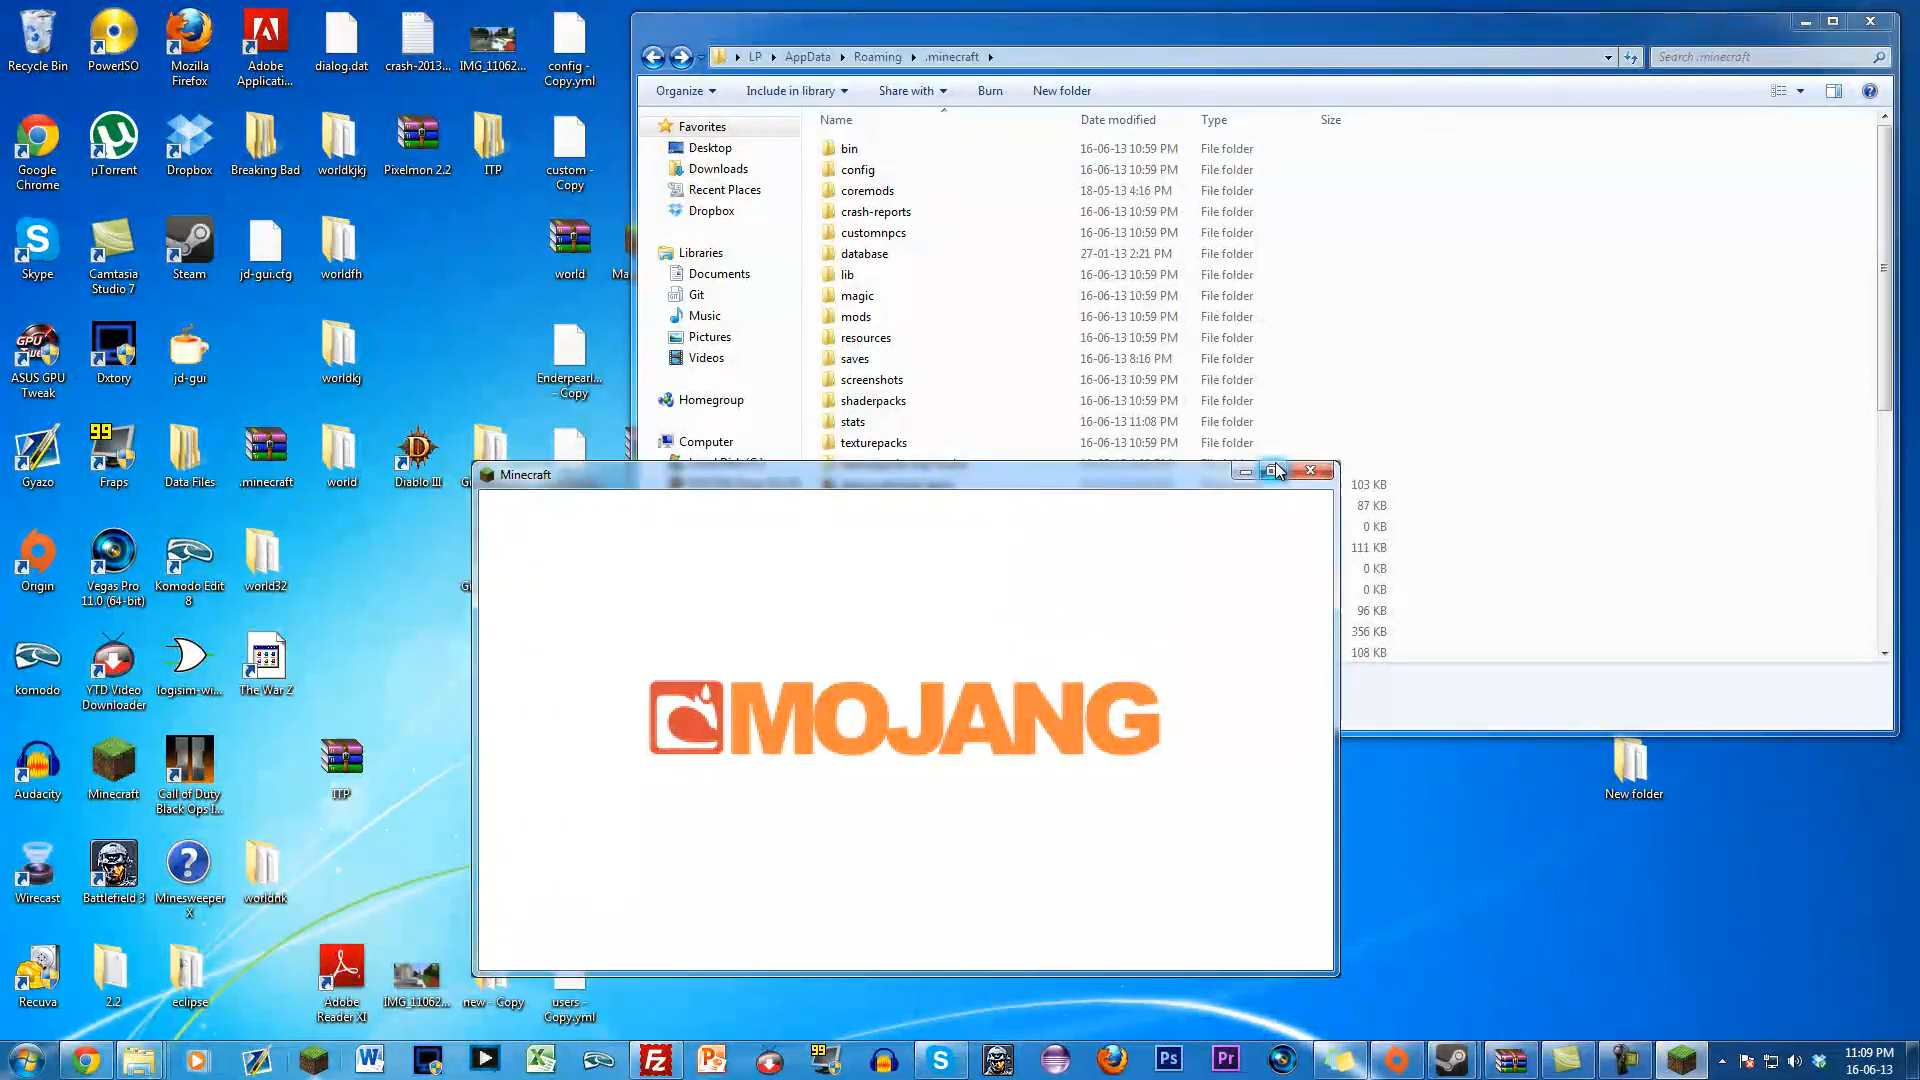 Recycle Bin
PowerISO
Mozilla
Firefox
Adobe
Applicati...
dialog.dat
crash-2013...
IMG_11062...
config -
Copy.yml
Google
Chrome
µTorrent
Dropbox
Breaking Bad
worldkjkj
Pixelmon 2.2
ITP
custom -
Copy
Skype
Camtasia
Studio 7
Steam
jd-gui.cfg
worldfh
world
Ma
ASUS GPU
Tweak
Dxtory
jd-gui
worldkj
Enderpearl...
- Copy
Gyazo
99
Fraps
Data Files
.minecraft
world
Diablo III
Origin
Vegas Pro
11.0 (64-bit)
Komodo Edit
8
world32
komodo
YTD Video
Downloader
logisim-wi...
The War Z
Audacity
Minecraft
Call of Duty
Black Ops I...
ITP
Wirecast
Battlefield 3
Minesweeper
X
worldnk
Recuva
2.2
eclipse
Adobe
Reader XI
IMG_11062...
new - Copy
users -
Copy.yml
New folder
LP AppData Roaming .minecraft
Search .minecraft
Organize Include in library Share with Burn New folder
Favorites
Desktop
Downloads
Recent Places
Dropbox
Libraries
Documents
Git
Music
Pictures
Videos
Homegroup
Computer
Name Date modified Type Size
bin 16-06-13 10:59 PM File folder
config 16-06-13 10:59 PM File folder
coremods 18-05-13 4:16 PM File folder
crash-reports 16-06-13 10:59 PM File folder
customnpcs 16-06-13 10:59 PM File folder
database 27-01-13 2:21 PM File folder
lib 16-06-13 10:59 PM File folder
magic 16-06-13 10:59 PM File folder
mods 16-06-13 10:59 PM File folder
resources 16-06-13 10:59 PM File folder
saves 16-06-13 8:16 PM File folder
screenshots 16-06-13 10:59 PM File folder
shaderpacks 16-06-13 10:59 PM File folder
stats 16-06-13 11:08 PM File folder
texturepacks 16-06-13 10:59 PM File folder
103 KB
87 KB
0 KB
111 KB
0 KB
0 KB
96 KB
356 KB
108 KB
Minecraft
MOJANG
99
11:09 PM
16-06-13